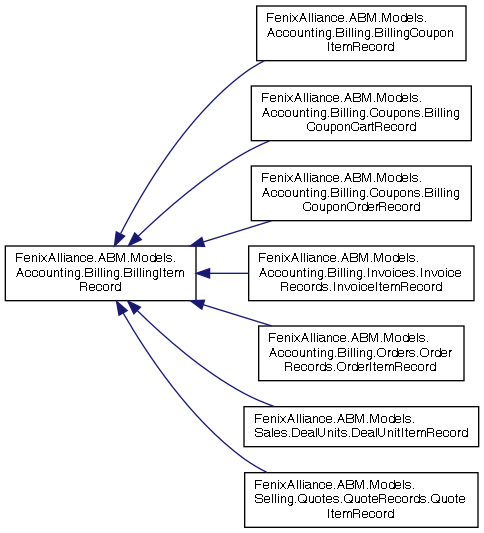 FenixAlliance.ABM.Models.
Accounting.Billing.BillingCoupon
ItemRecord
FenixAlliance.ABM.Models.
Accounting.Billing.Coupons.Billing
CouponCartRecord
FenixAlliance.ABM.Models.
Accounting.Billing.Coupons.Billing
CouponOrderRecord
FenixAlliance.ABM.Models.
Accounting.Billing.BillingItem
Record
FenixAlliance.ABM.Models.
Accounting.Billing.Invoices.Invoice
Records.InvoiceItemRecord
FenixAlliance.ABM.Models.
Accounting.Billing.Orders.Order
Records.OrderItemRecord
FenixAlliance.ABM.Models.
Sales.DealUnits.DealUnitItemRecord
FenixAlliance.ABM.Models.
Selling.Quotes.QuoteRecords.Quote
ItemRecord